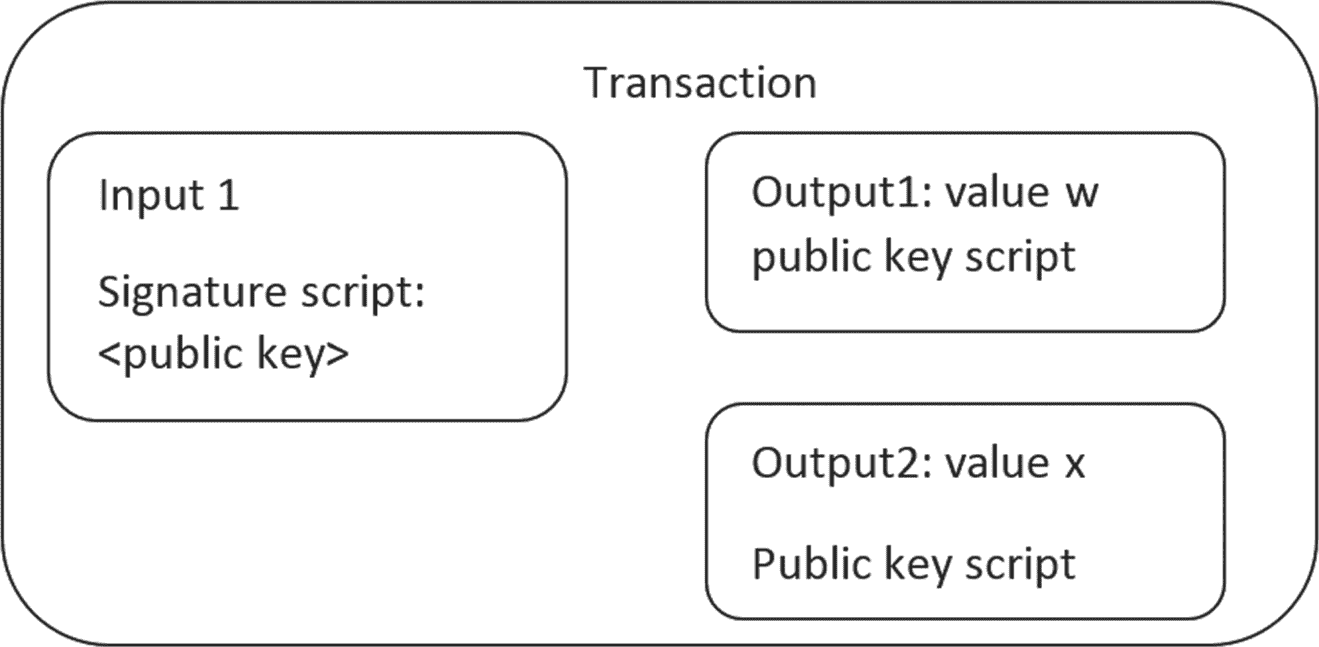 Transaction
Input 1
Signature script:
<public key>
Output1: value w
public key script
Output2: value x
Public key script